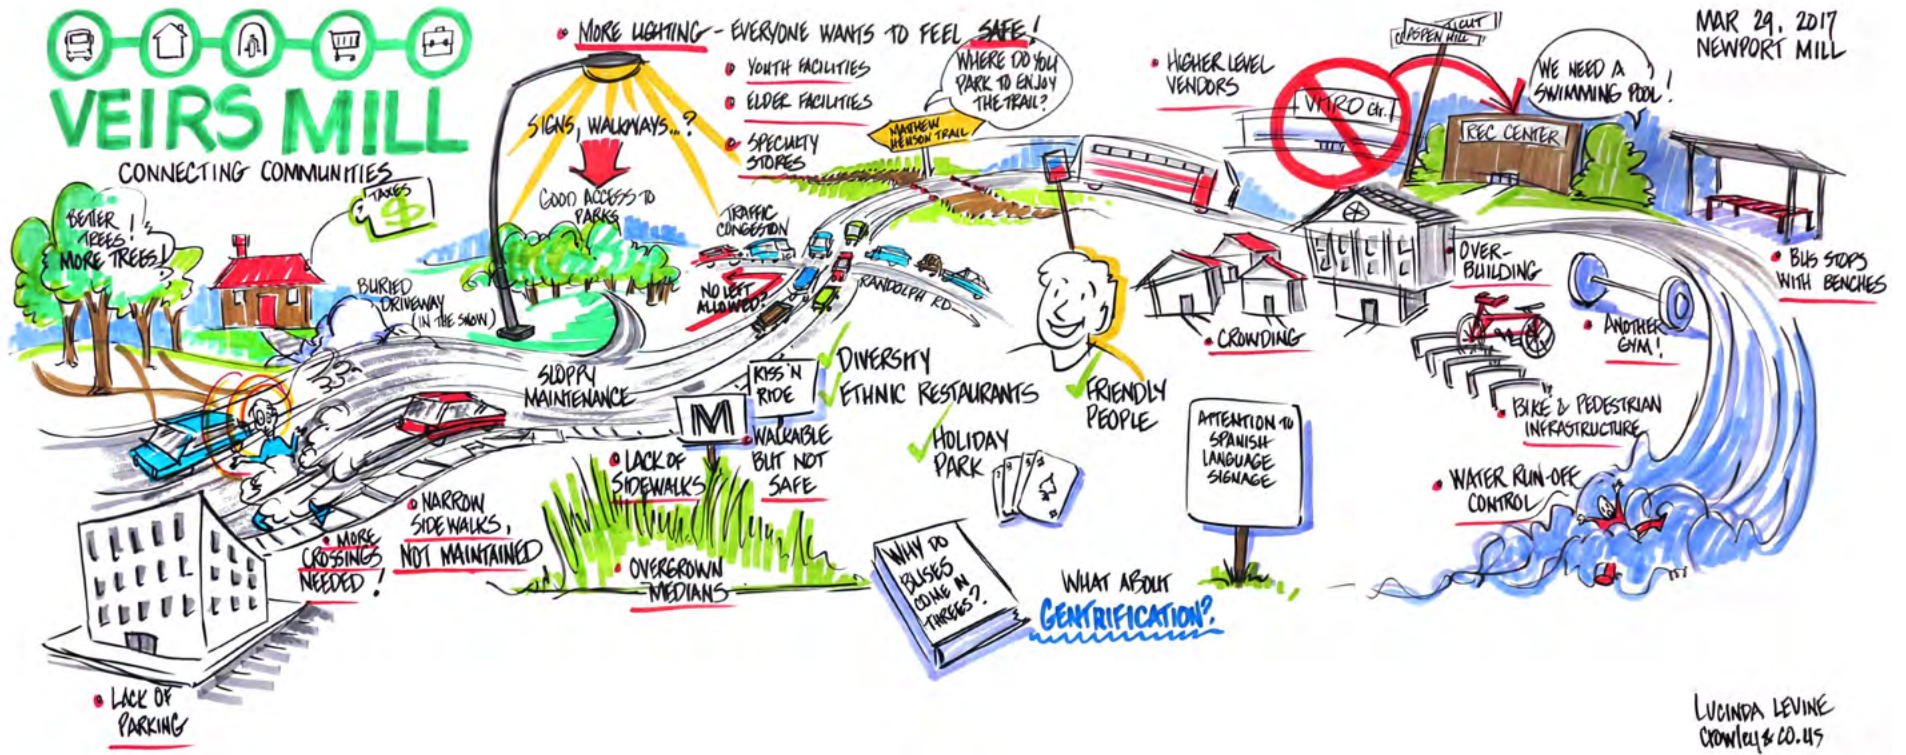 VEIRS MILL
CONNECTING COMMUNITIES
MORE LIGHTING - EVERYONE WANTS TO FEEL SAFE!
YOUTH FACILITIES
ELDER FACILITIES
SPECIALTY
STORES
SIGNS, WALKWAYS...?
GOOD ACCESS TO
PARKS
WHERE DO YOU
PARK TO ENJOY
THE TRAIL?
MATHEW
HENSON TRAIL
HIGHER LEVEL
VENDORS
VITRO Ctr.
ASPEN HILL
REC CENTER
WE NEED A
SWIMMING POOL!
MAR 29, 2017
NEWPORT MILL
BETTER
TREES!
MORE TREES!
TAXES
$
BURIED
DRIVEWAY
(IN THE SNOW)
TRAFFIC
CONGESTION
NO LEFT
ALLOWED?
RANDOLPH RD
OVER-
BUILDING
BUS STOPS
WITH BENCHES
CROWDING
ANOTHER
GYM!
SLOPPY
MAINTENANCE
KISS 'N
RIDE
M
DIVERSITY
ETHNIC RESTAURANTS
FRIENDLY
PEOPLE
BIKE & PEDESTRIAN
INFRASTRUCTURE
WALKABLE
BUT NOT
SAFE
HOLIDAY
PARK
ATTENTION TO
SPANISH
LANGUAGE
SIGNAGE
LACK OF
SIDEWALKS
WATER RUN-OFF
CONTROL
NARROW
SIDEWALKS,
NOT MAINTAINED
MORE
CROSSINGS
NEEDED!
OVERGROWN
MEDIANS
WHY DO
BUSES
COME IN
THREES?
WHAT ABOUT
GENTRIFICATION?
LACK OF
PARKING
LUCINDA LEVINE
Crowley & CO.US